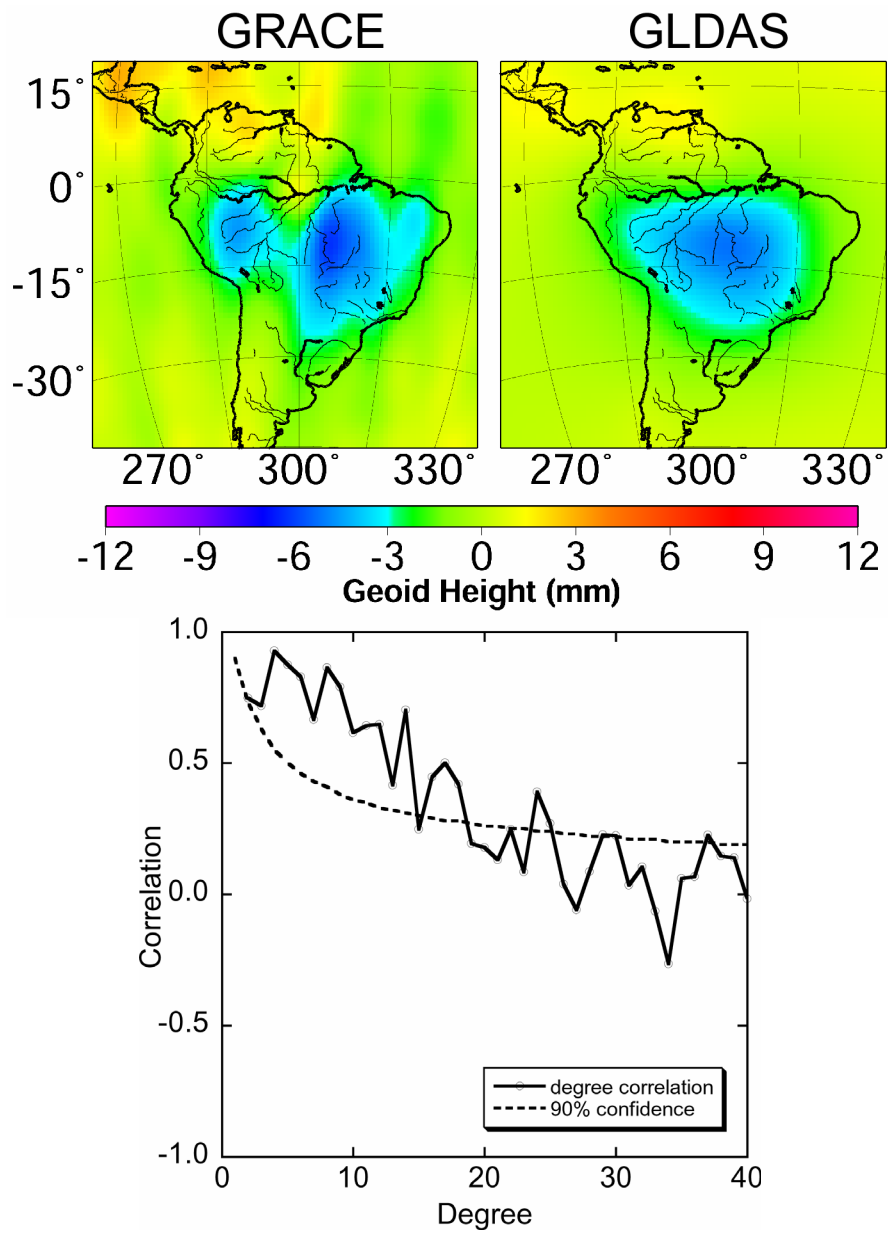 GRACE GLDAS
15°
0°
-15°
-30°
270° 300° 330° 270° 300° 330°
-12 -9 -6 -3 0 3 6 9 12
Geoid Height (mm)
1.0
0.5
0.0
-0.5
-1.0
Correlation
degree correlation
90% confidence
0 10 20 30 40
Degree